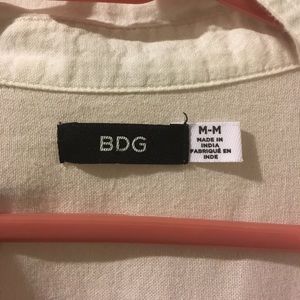 BDG
M-M
MADE IN
INDIA
FABRIQUÉ EN
INDE